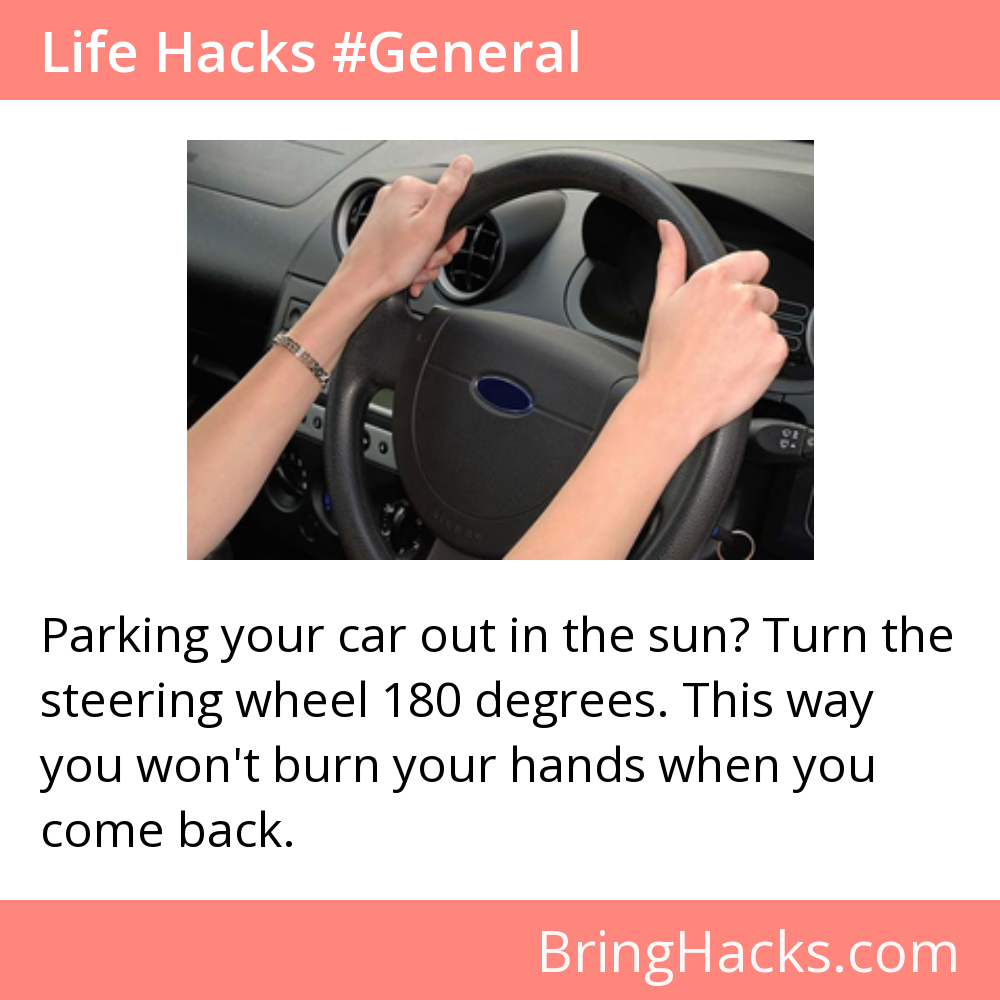 Life Hacks #General
Parking your car out in the sun? Turn the
steering wheel 180 degrees. This way
you won't burn your hands when you
come back.
BringHacks.com